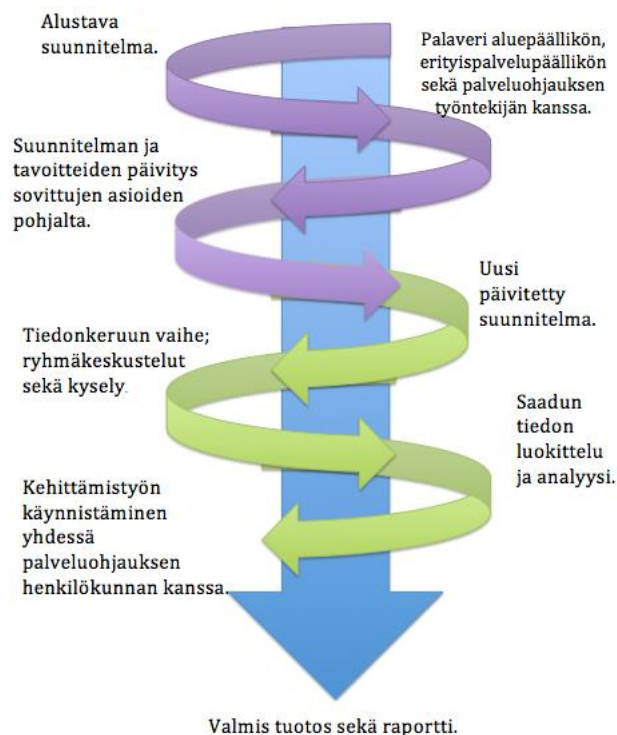 Alustava
suunnitelma.
Palaveri aluepäällikön,
erityispalvelupäällikön
sekä palveluohjauksen
työntekijän kanssa.
Suunnitelman ja
tavoitteiden päivitys
sovittujen asioiden
pohjalta.
Uusi
päivitetty
suunnitelma.
Tiedonkeruun vaihe;
ryhmäkeskustelut
sekä kysely.
Saadun
tiedon
luokittelu
ja analyysi.
Kehittämistyön
käynnistäminen
yhdessä
palveluohjauksen
henkilökunnan kanssa.
Valmis tuotos sekä raportti.